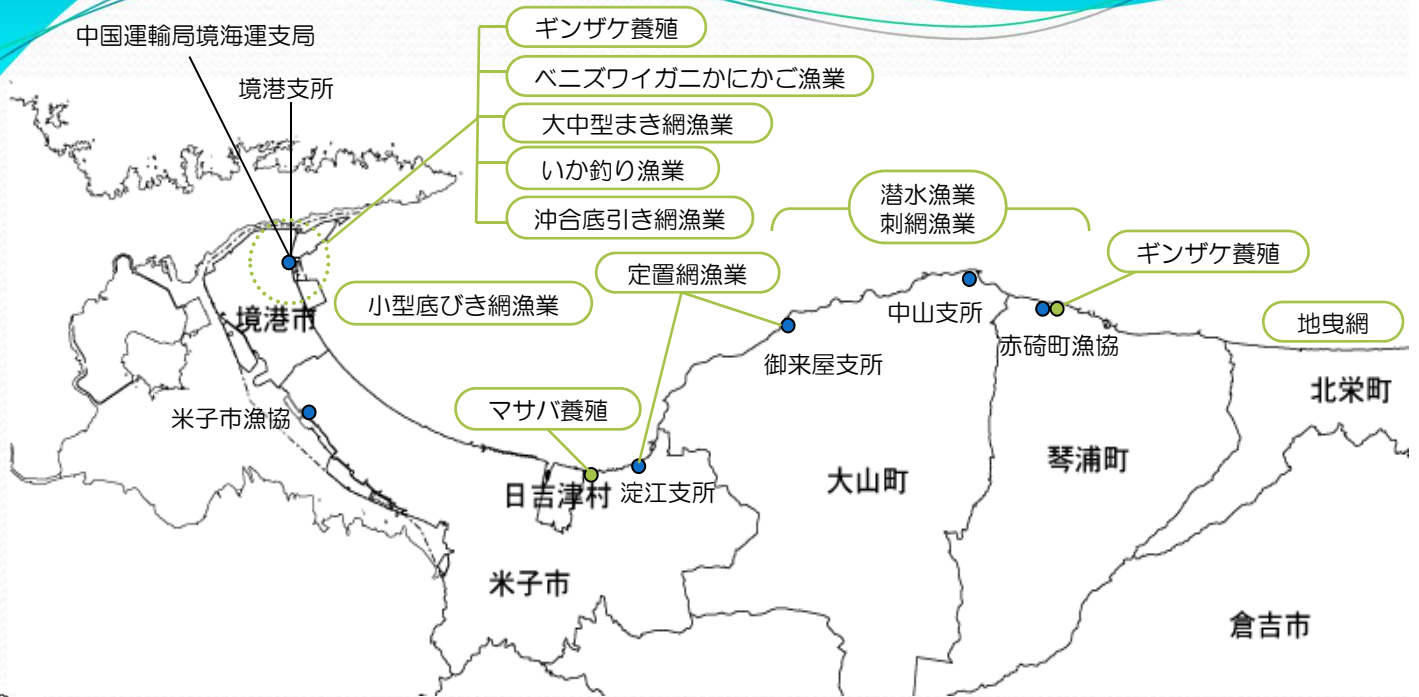 中国運輸局境海運支局
境港支所
ギンザケ養殖
ベニズワイガニかにかご漁業
大中型まき網漁業
いか釣り漁業
沖合底引き網漁業
潜水漁業
刺網漁業
定置網漁業
ギンザケ養殖
小型底びき網漁業
境港市
中山支所
赤碕町漁協
地曳網
御来屋支所
北栄町
米子市漁協
マサバ養殖
琴浦町
大山町
日吉津村
淀江支所
米子市
倉吉市